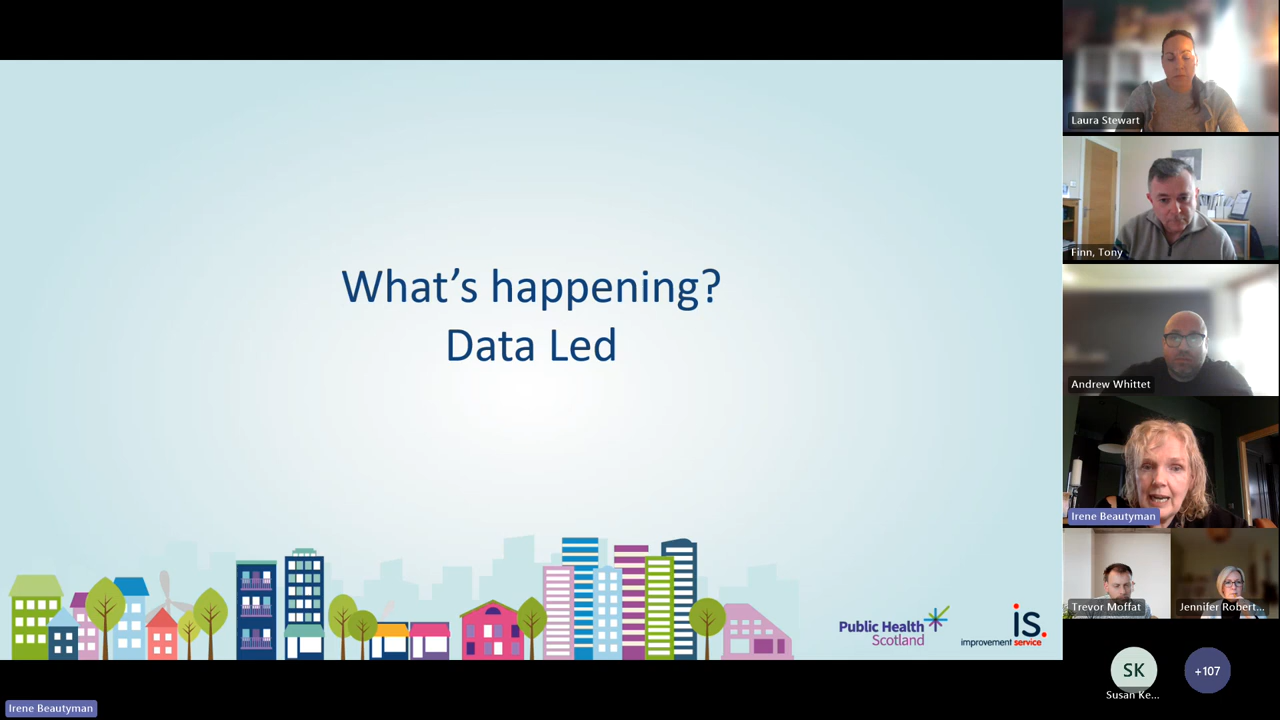 What's happening?
Data Led
Public Health
Scotland
is.
improvement service
Irene Beautyman
Laura Stewart
Finn, Tony
Andrew Whittet
Irene Beautyman
Trevor Moffat
Jennifer Robert...
SK
Susan Ke...
+107